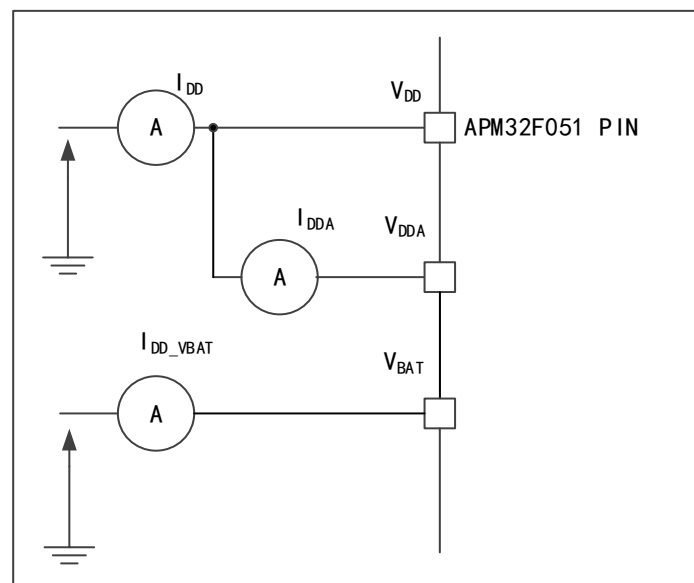 I_DD
V_DD
A
APM32F051 PIN
I_DDA
V_DDA
A
I_DD_VBAT
V_BAT
A